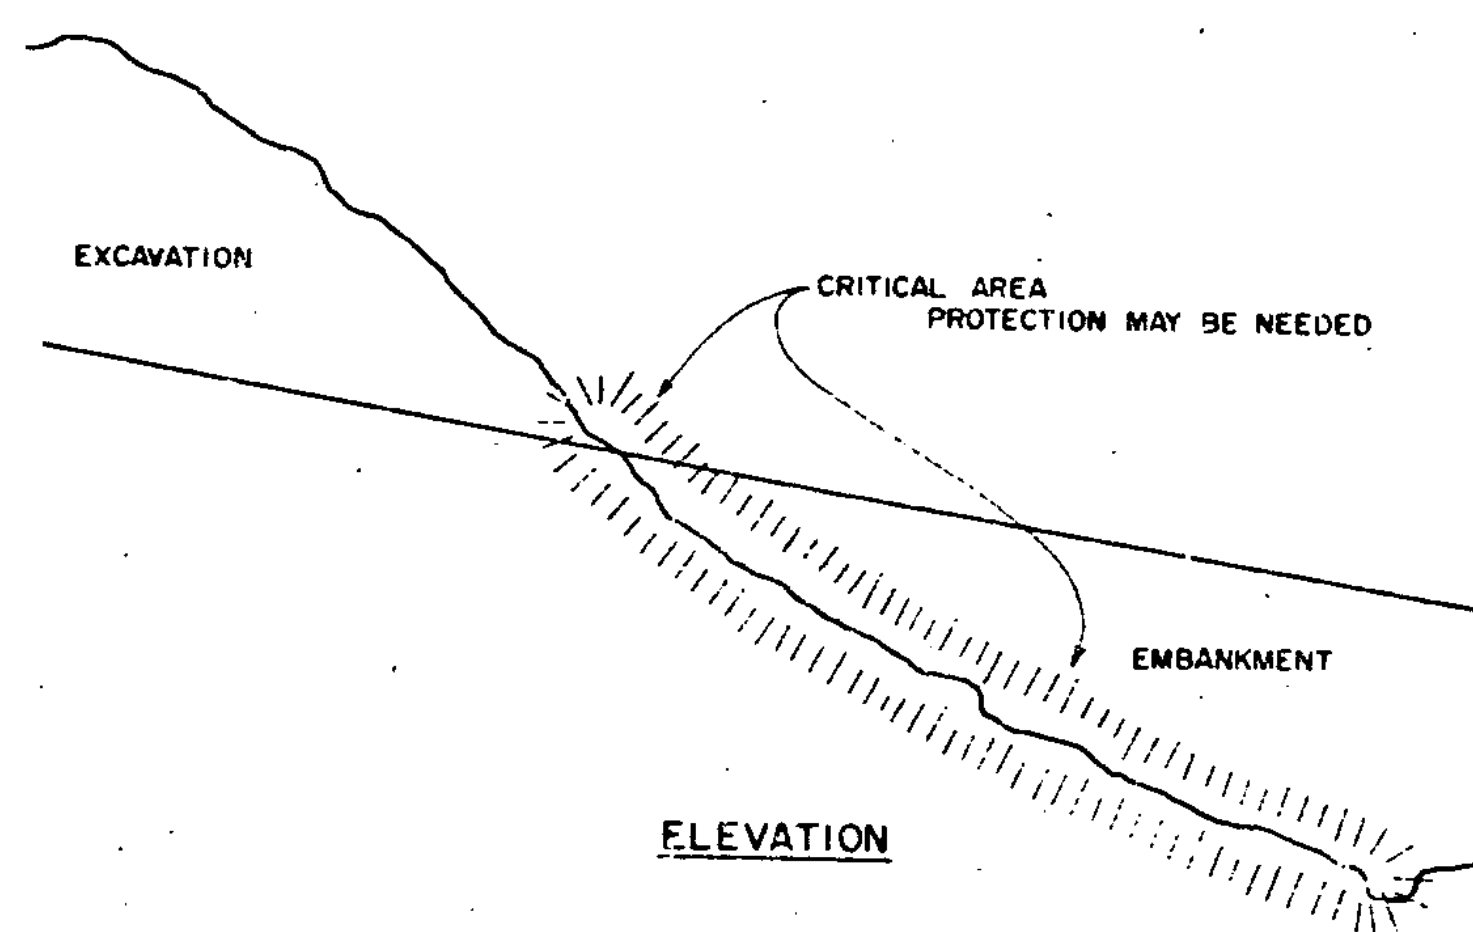 EXCAVATION
CRITICAL AREA
PROTECTION MAY BE NEEDED
EMBANKMENT
ELEVATION